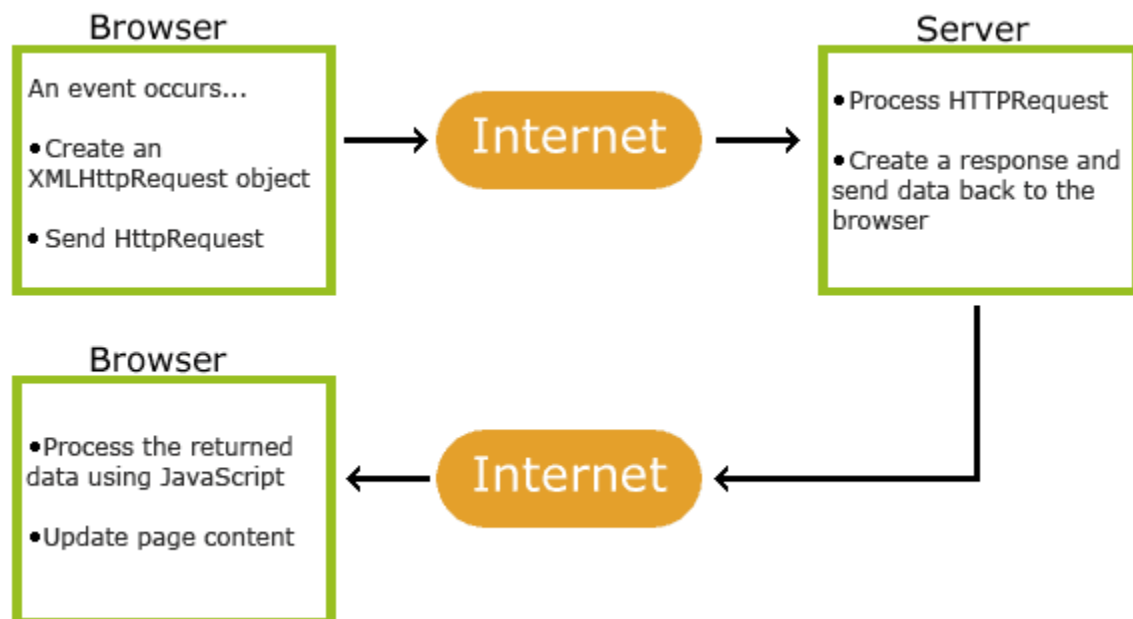 Browser
An event occurs...
•Create an
XMLHttpRequest object
• Send HttpRequest
Internet
Server
•Process HTTPRequest
•Create a response and
send data back to the
browser
Browser
•Process the returned
data using JavaScript
•Update page content
Internet